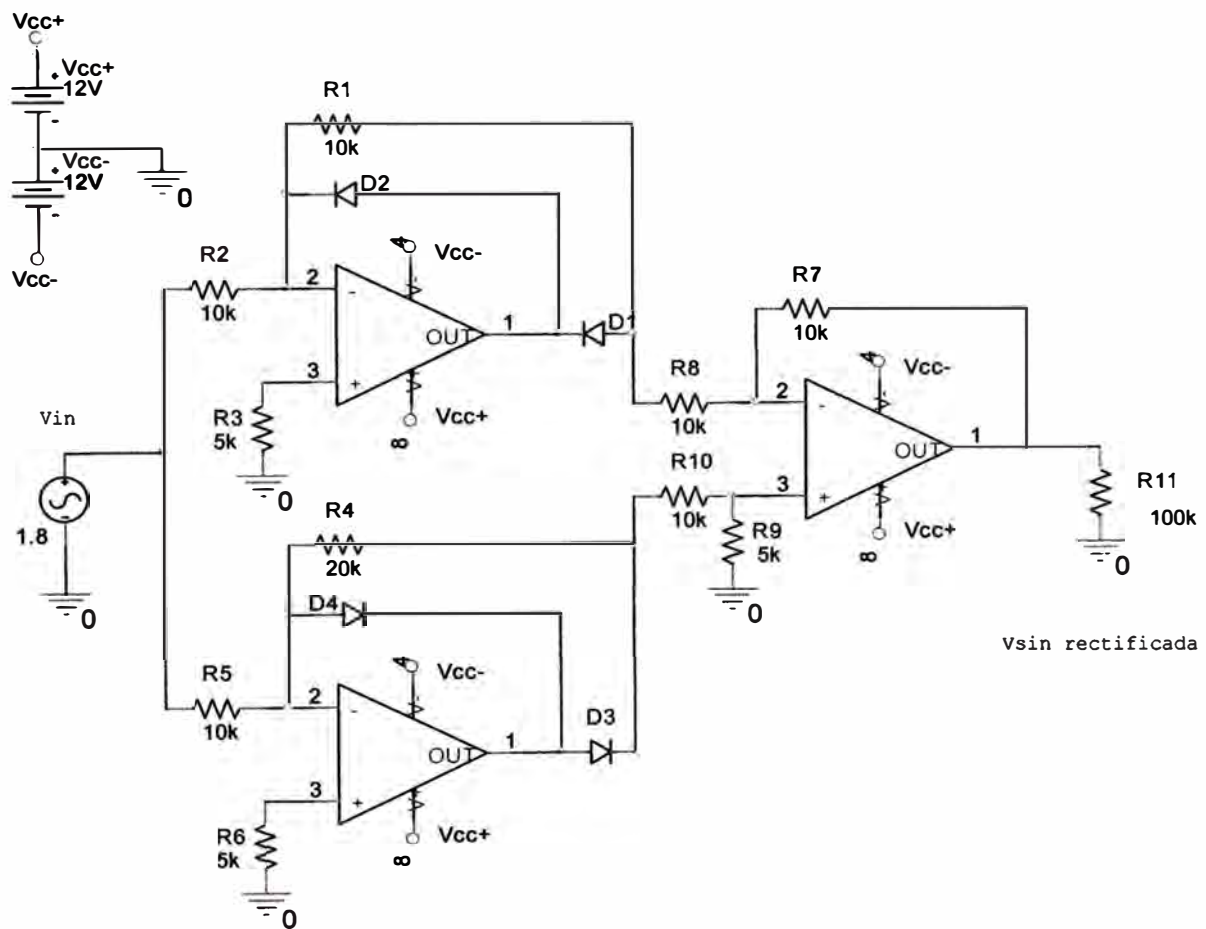 Vcc+
Vcc+
12V
-
Vcc-
12V
-
0
Vcc-
R1
10k
D2
R2
10k
2
-
4
Vcc-
OUT
1
D1
3
+
8
Vcc+
R3
5k
0
Vin
1.8
0
R7
10k
R8
10k
2
-
4
Vcc-
OUT
1
R10
10k
3
+
8
Vcc+
R9
5k
0
R11
100k
0
R4
20k
D4
R5
10k
2
-
4
Vcc-
OUT
1
D3
3
+
8
Vcc+
R6
5k
0
Vsin rectificada